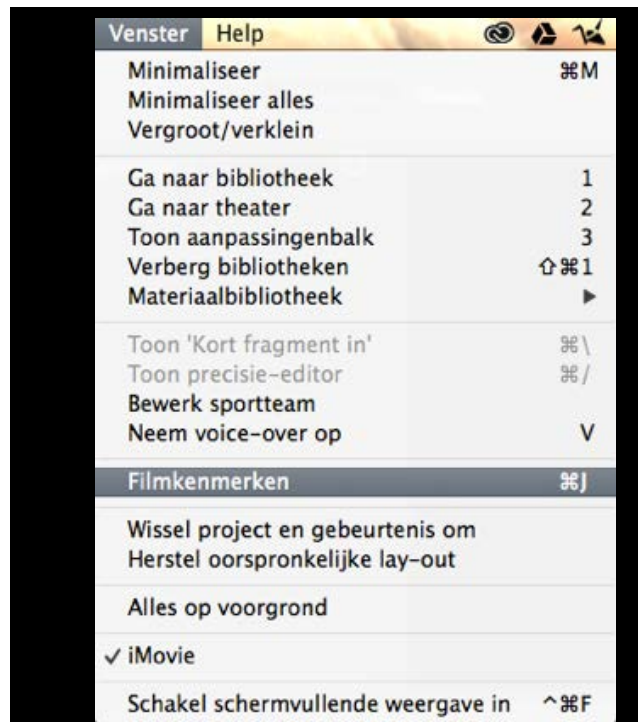 Venster Help
Minimaliseer ⌘M
Minimaliseer alles
Vergroot/verklein
Ga naar bibliotheek 1
Ga naar theater 2
Toon aanpassingenbalk 3
Verberg bibliotheken ⇧⌘1
Materiaalbibliotheek ▶
Toon 'Kort fragment in' ⌘\
Toon precisie-editor ⌘/
Bewerk sportteam
Neem voice-over op V
Filmkenmerken ⌘J
Wissel project en gebeurtenis om
Herstel oorspronkelijke lay-out
Alles op voorgrond
✓ iMovie
Schakel schermvullende weergave in ^⌘F